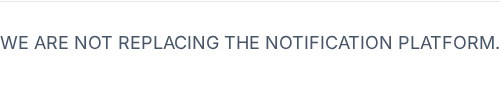 WE ARE NOT REPLACING THE NOTIFICATION PLATFORM.